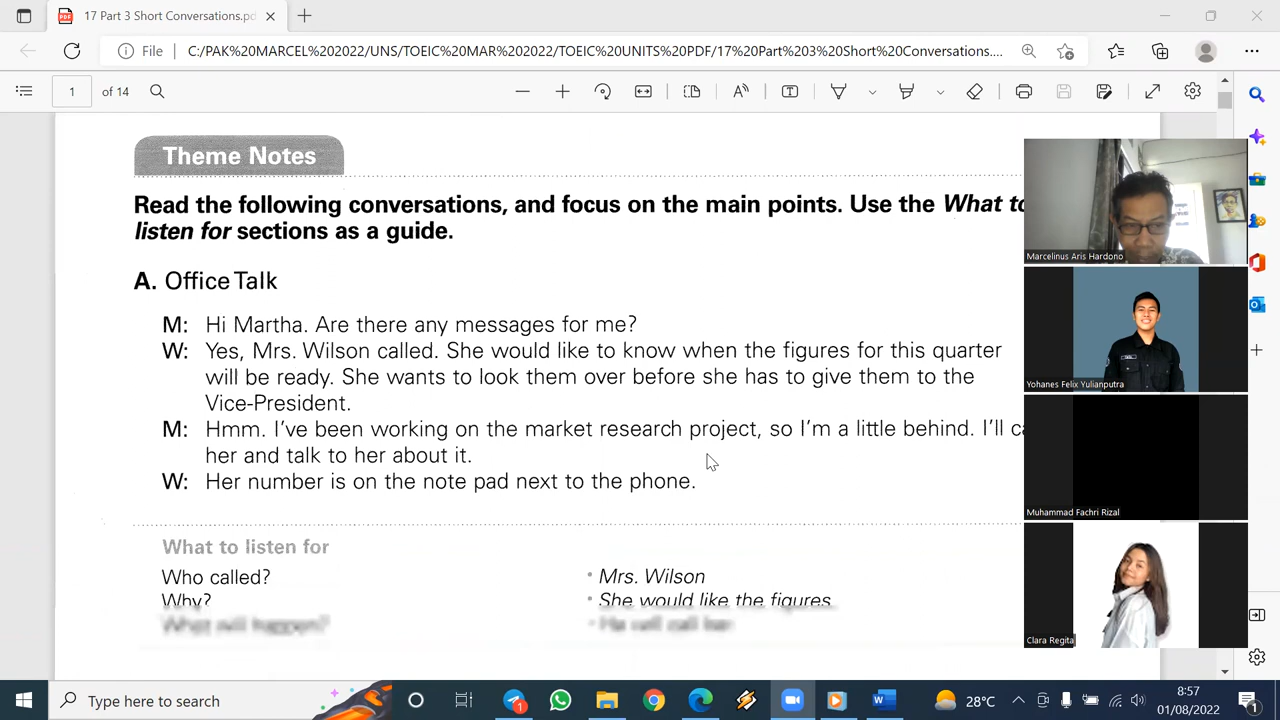 17 Part 3 Short Conversations.pd
File
C:/PAK%20MARCEL%202022/UNS/TOEIC%20MAR%202022/TOEIC%20UNITS%20PDF/17%20Part%203%20Short%20Conversations....
1
of 14
Theme Notes
Read the following conversations, and focus on the main points. Use the What to
listen for sections as a guide.
A. Office Talk
M: Hi Martha. Are there any messages for me?
W: Yes, Mrs. Wilson called. She would like to know when the figures for this quarter
will be ready. She wants to look them over before she has to give them to the
Vice-President.
M: Hmm. I've been working on the market research project, so I'm a little behind. I'll ca
her and talk to her about it.
W: Her number is on the note pad next to the phone.
What to listen for
Who called?
• Mrs. Wilson
Why?
• She would like the figures
Marcelinus Aris Hardono
Yohanes Felix Yulianputra
Muhammad Fachri Rizal
Clara Regita
Type here to search
1
28°C
8:57
01/08/2022
1